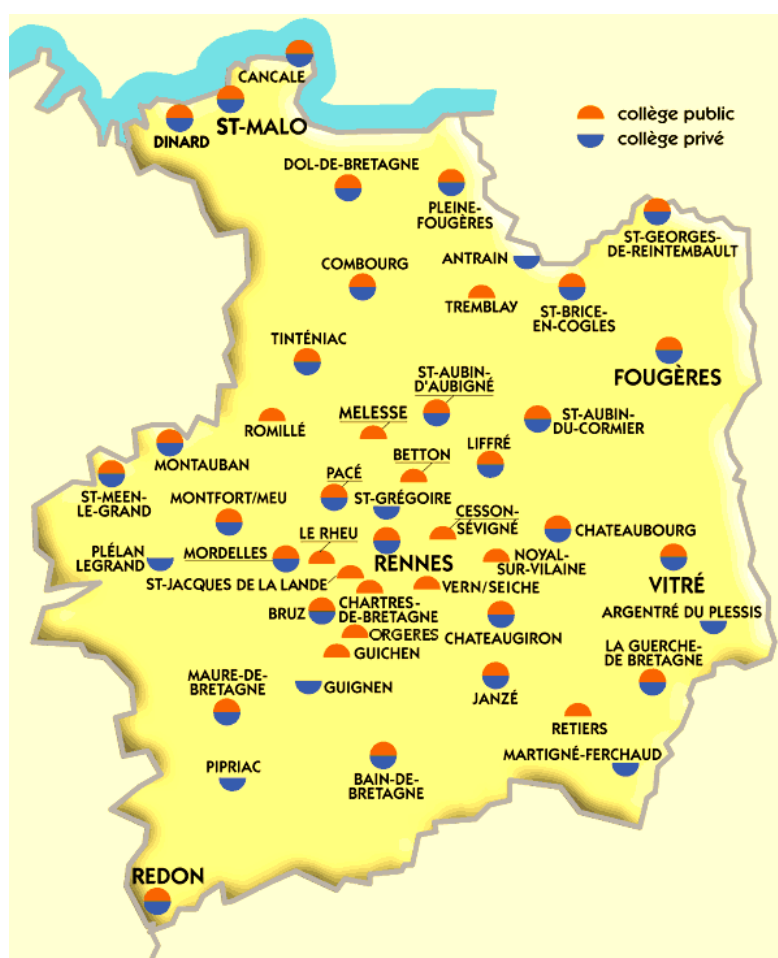 CANCALE
ST-MALO
DINARD
collège public
collège privé
DOL-DE-BRETAGNE
PLEINE-
FOUGÈRES
ST-GEORGES-
DE-REINTEMBAULT
ANTRAIN
COMBOURG
TREMBLAY
ST-BRICE-
EN-COGLES
TINTÉNIAC
FOUGÈRES
ST-AUBIN-
D'AUBIGNÉ
ROMILLÉ
MELESSE
ST-AUBIN-
DU-CORMIER
LIFFRÉ
BETTON
MONTAUBAN
ST-MEEN-
LE-GRAND
MONTFORT/MEU
PACÉ
ST-GRÉGOIRE
CESSON-
SÉVIGNÉ
CHATEAUBOURG
PLÉLAN
LEGRAND
MORDELLES
LE RHEU
RENNES
NOYAL-
SUR-VILAINE
VITRÉ
ST-JACQUES DE LA LANDE
VERN/SEICHE
BRUZ
CHARTRES-
DE-BRETAGNE
ARGENTRÉ DU PLESSIS
ORGERES
CHATEAUGIRON
GUICHEN
LA GUERCHE-
DE BRETAGNE
MAURE-DE-
BRETAGNE
GUIGNEN
JANZÉ
RETIERS
MARTIGNÉ-FERCHAUD
PIPRIAC
BAIN-DE-
BRETAGNE
REDON